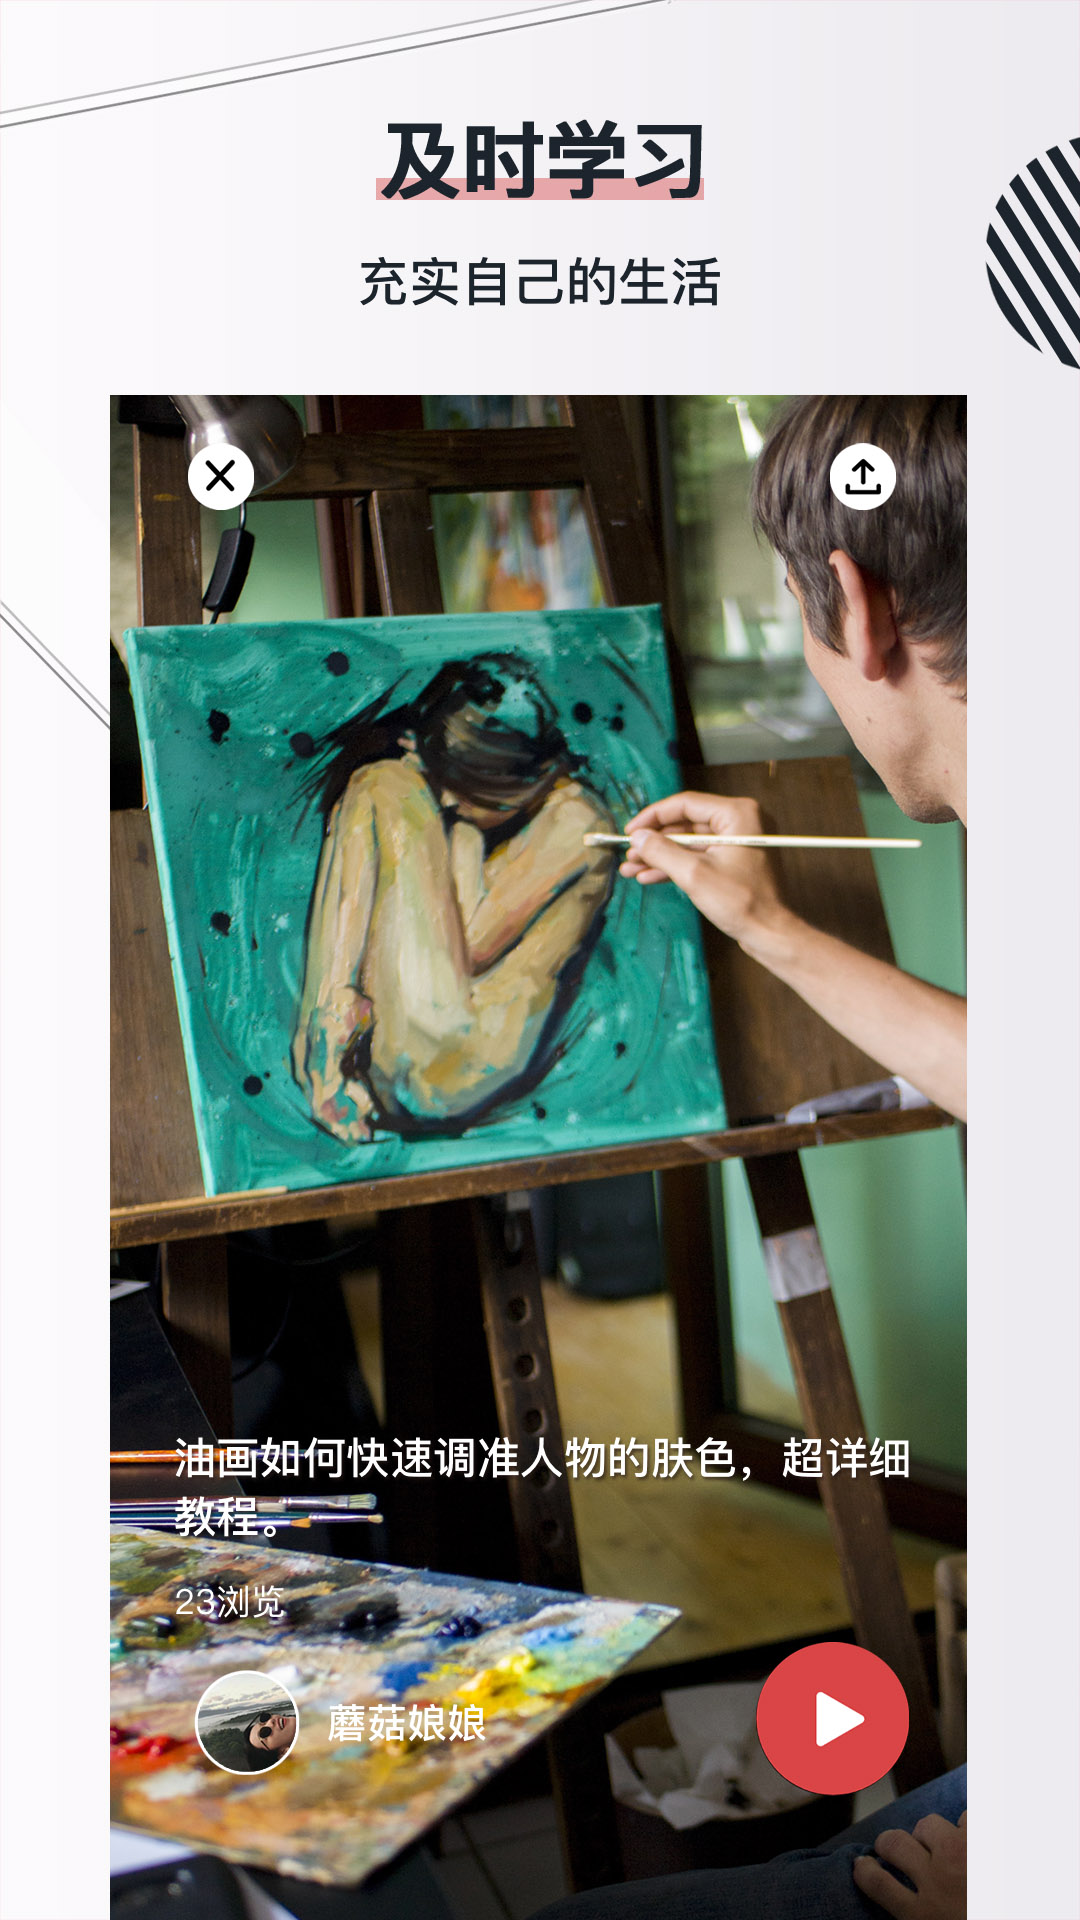 及时学习
充实自己的生活
油画如何快速调准人物的肤色，超详细
教程。
23浏览
蘑菇娘娘